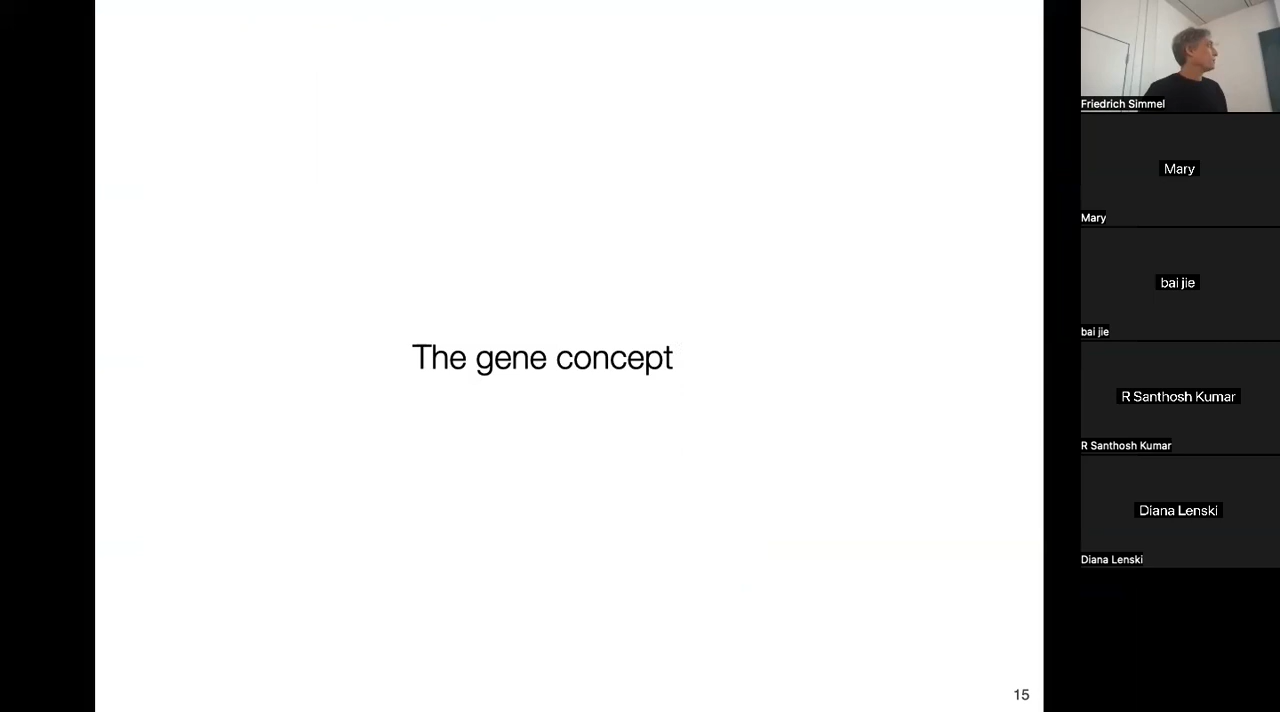 The gene concept
15
Friedrich Simmel
Mary
Mary
bai jie
bai jie
R Santhosh Kumar
R Santhosh Kumar
Diana Lenski
Diana Lenski